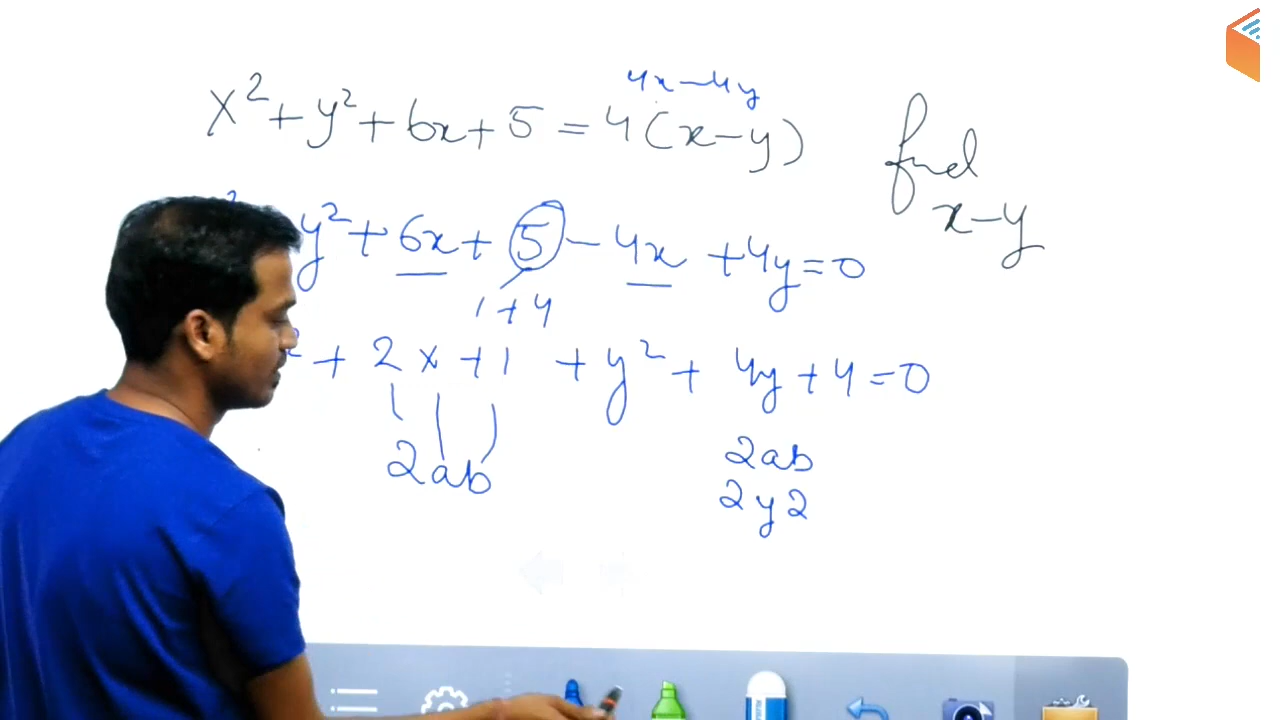 4x-4y
x²+y²+6x+5=4(x-y)
find
x-y
y²+6x+5-4x+4y=0
1+4
²+2x+1+y²+4y+4=0
2ab
2ab
2y2